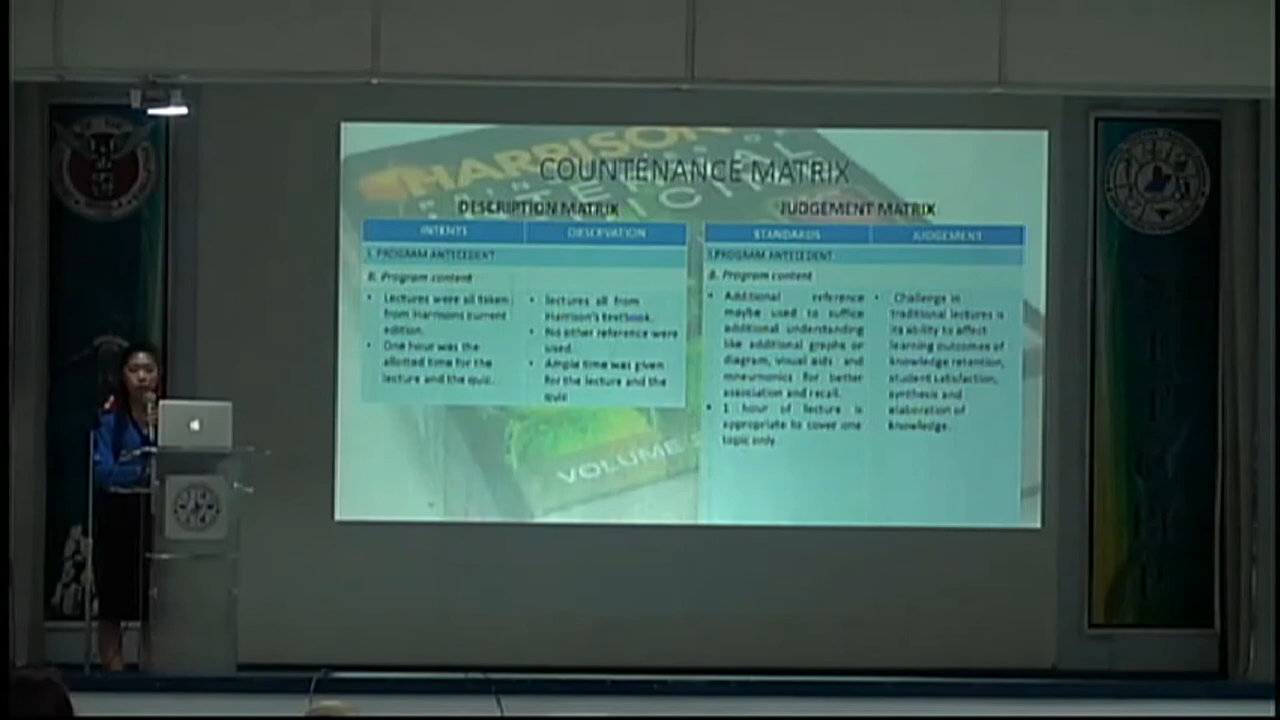 HARRISON
COUNTENANCE MATRIX
DESCRIPTION MATRIX
INTENTS
OBSERVATION
I. PROGRAM ANTECEDENT
B. Program content
• Lectures were all taken
from Harrisons current
edition.
• One hour was the
allotted time for the
lecture and the quiz.
• lectures all from
Harrison's textbook.
• No other reference were
used.
• Ample time was given
for the lecture and the
quiz
JUDGEMENT MATRIX
STANDARDS
JUDGEMENT
I.PROGRAM ANTECEDENT
B. Program content
• Additional reference
maybe used to suffice
additional understanding
like additional graphs or
diagram, visual aids and
mneumonics for better
association and recall.
• 1 hour of lecture is
appropriate to cover one
topic only.
• Challenge in
traditional lectures is
its ability to affect
learning outcomes of
knowledge retention,
student satisfaction,
synthesis and
elaboration of
knowledge.
VOLUME